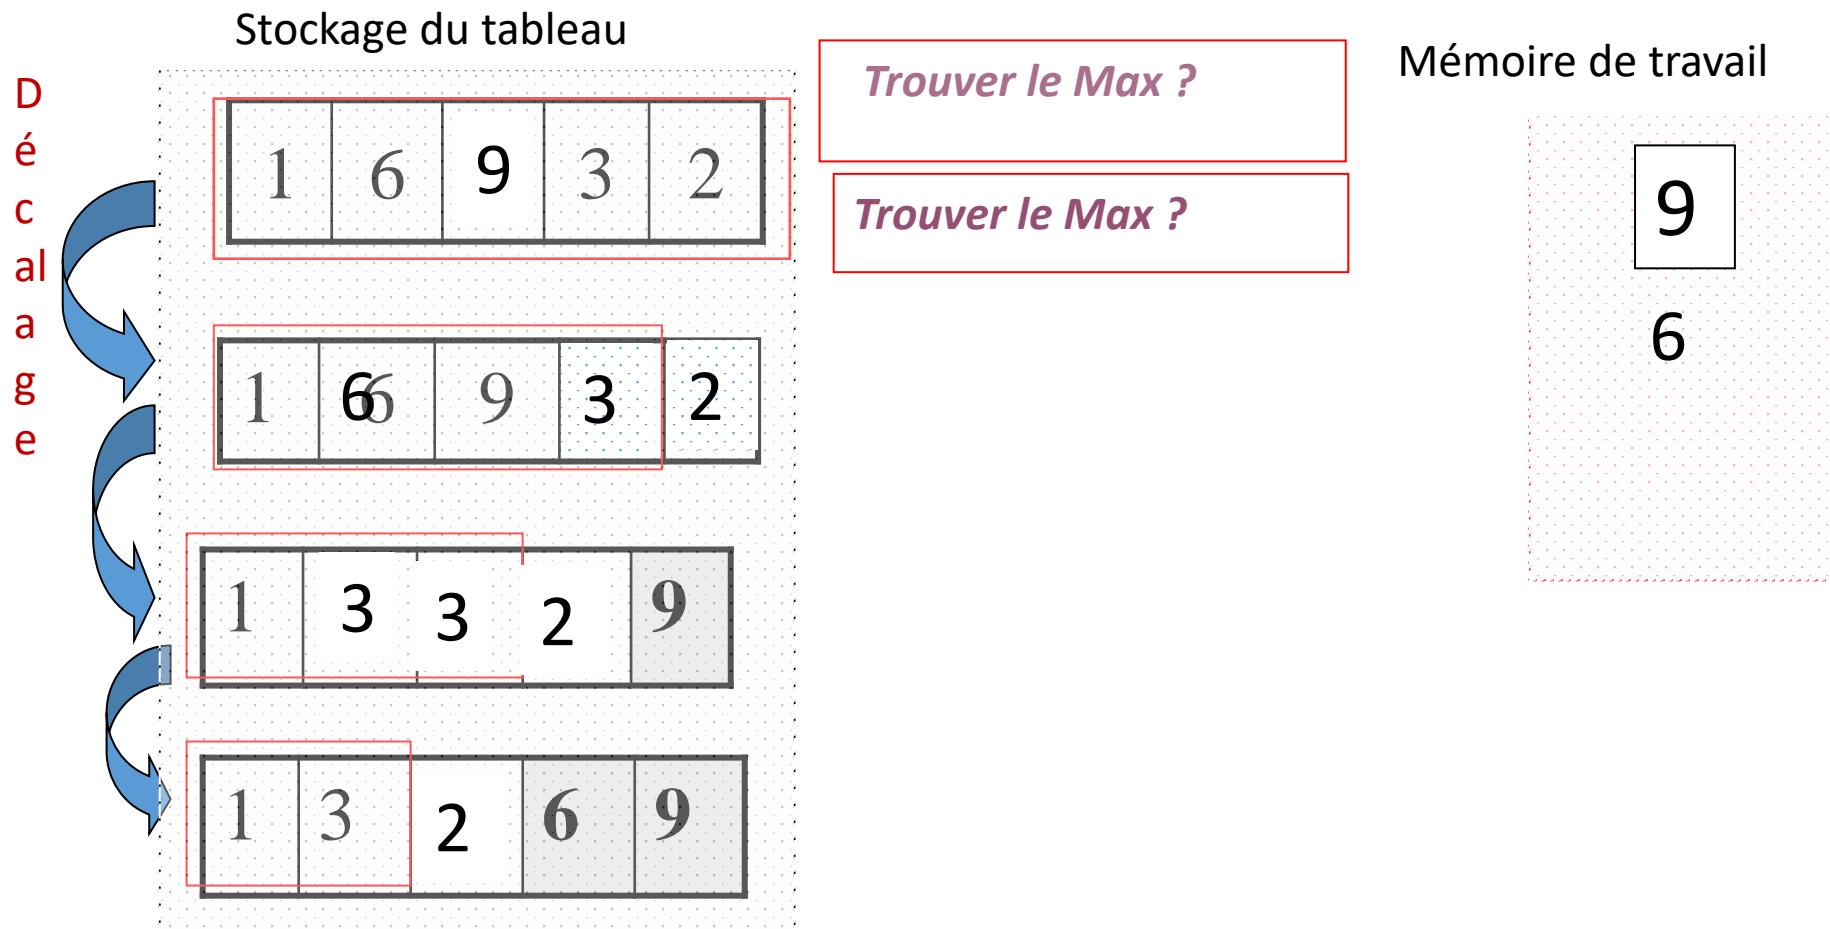 Stockage du tableau
Trouver le Max ?
Mémoire de travail
D
é
c
al
a
g
e
1 6 9 3 2
Trouver le Max ?
9
6
1 6 6 9 3 2
1 3 3 2 9
1 3 2 6 9